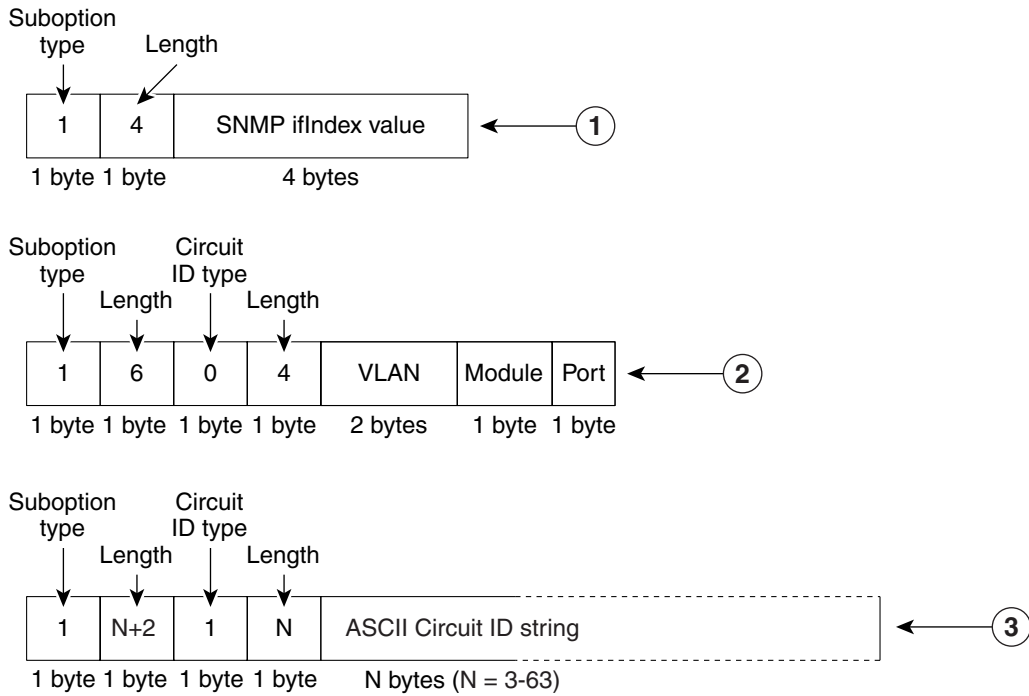 Suboption
type
Length
1 4 SNMP ifIndex value
1
1 byte 1 byte 4 bytes
Suboption
type
Circuit
ID type
Length Length
1 6 0 4 VLAN Module Port
2
1 byte 1 byte 1 byte 1 byte 2 bytes 1 byte 1 byte
Suboption
type
Circuit
ID type
Length Length
1 N+2 1 N ASCII Circuit ID string
3
1 byte 1 byte 1 byte 1 byte N bytes (N = 3-63)